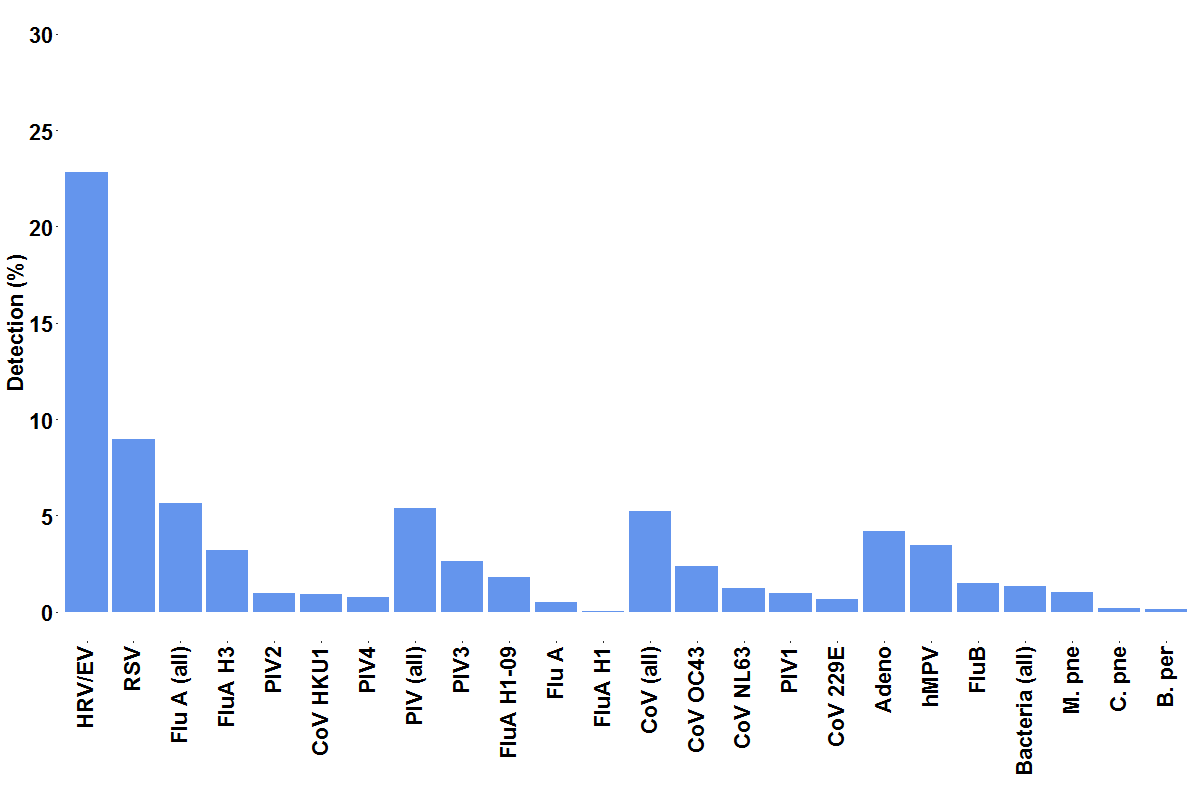 30
25
20
15
10
5
0
Detection (%)
HRV/EV
RSV
Flu A (all)
FluA H3
PIV2
CoV HKU1
PIV4
PIV (all)
PIV3
FluA H1-09
Flu A
FluA H1
CoV (all)
CoV OC43
CoV NL63
PIV1
CoV 229E
Adeno
hMPV
FluB
Bacteria (all)
M. pne
C. pne
B. per